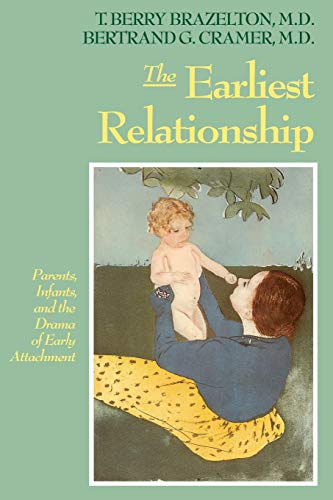 T. BERRY BRAZELTON, M.D.
BERTRAND G. CRAMER, M.D.
The Earliest
Relationship
Parents,
Infants,
and the
Drama
of Early
Attachment